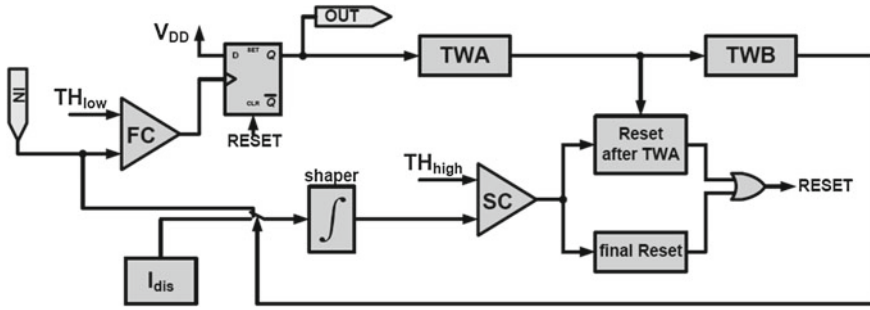 OUT
VDD
D
SET
Q
TWA
TWB
IN
THlow
FC
CLR
Q
RESET
Reset
after TWA
THhigh
shaper
SC
RESET
∫
final Reset
Idis